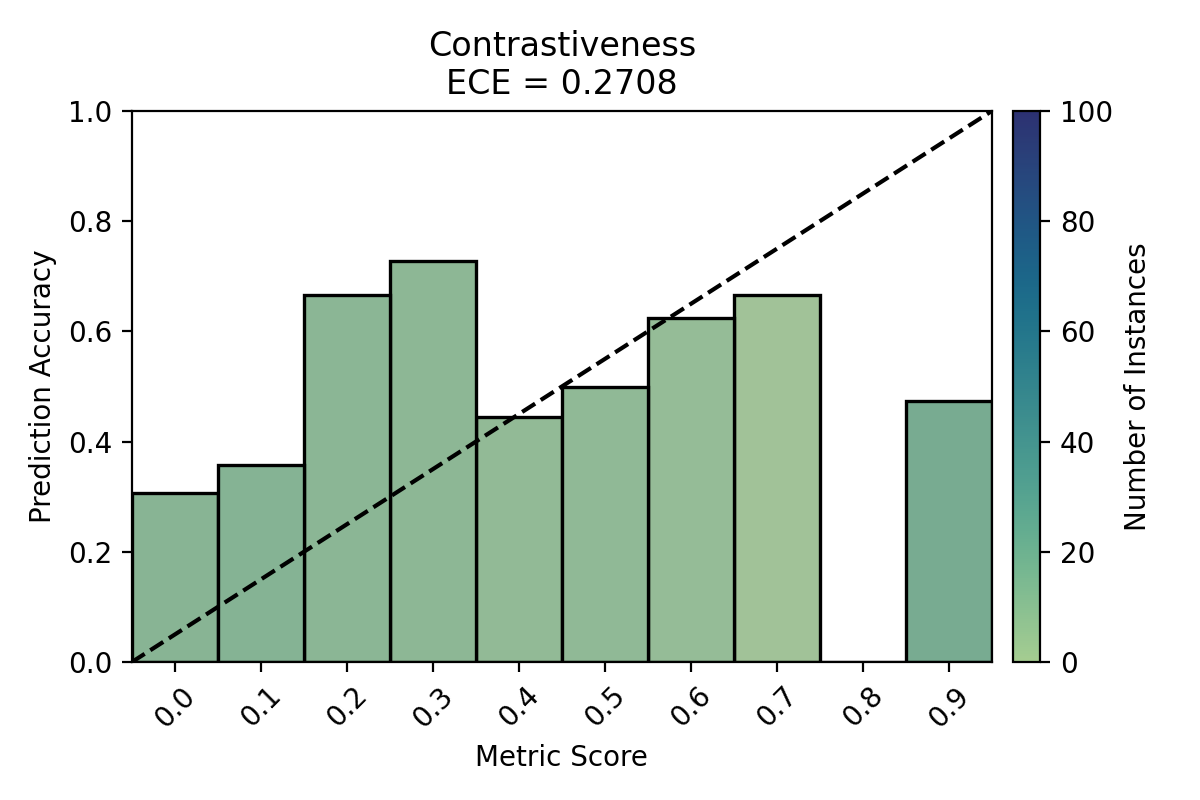 Contrastiveness
ECE = 0.2708
Prediction Accuracy
1.0
0.8
0.6
0.4
0.2
0.0
0.0 0.1 0.2 0.3 0.4 0.5 0.6 0.7 0.8 0.9
Metric Score
100
80
60
40
20
0
Number of Instances